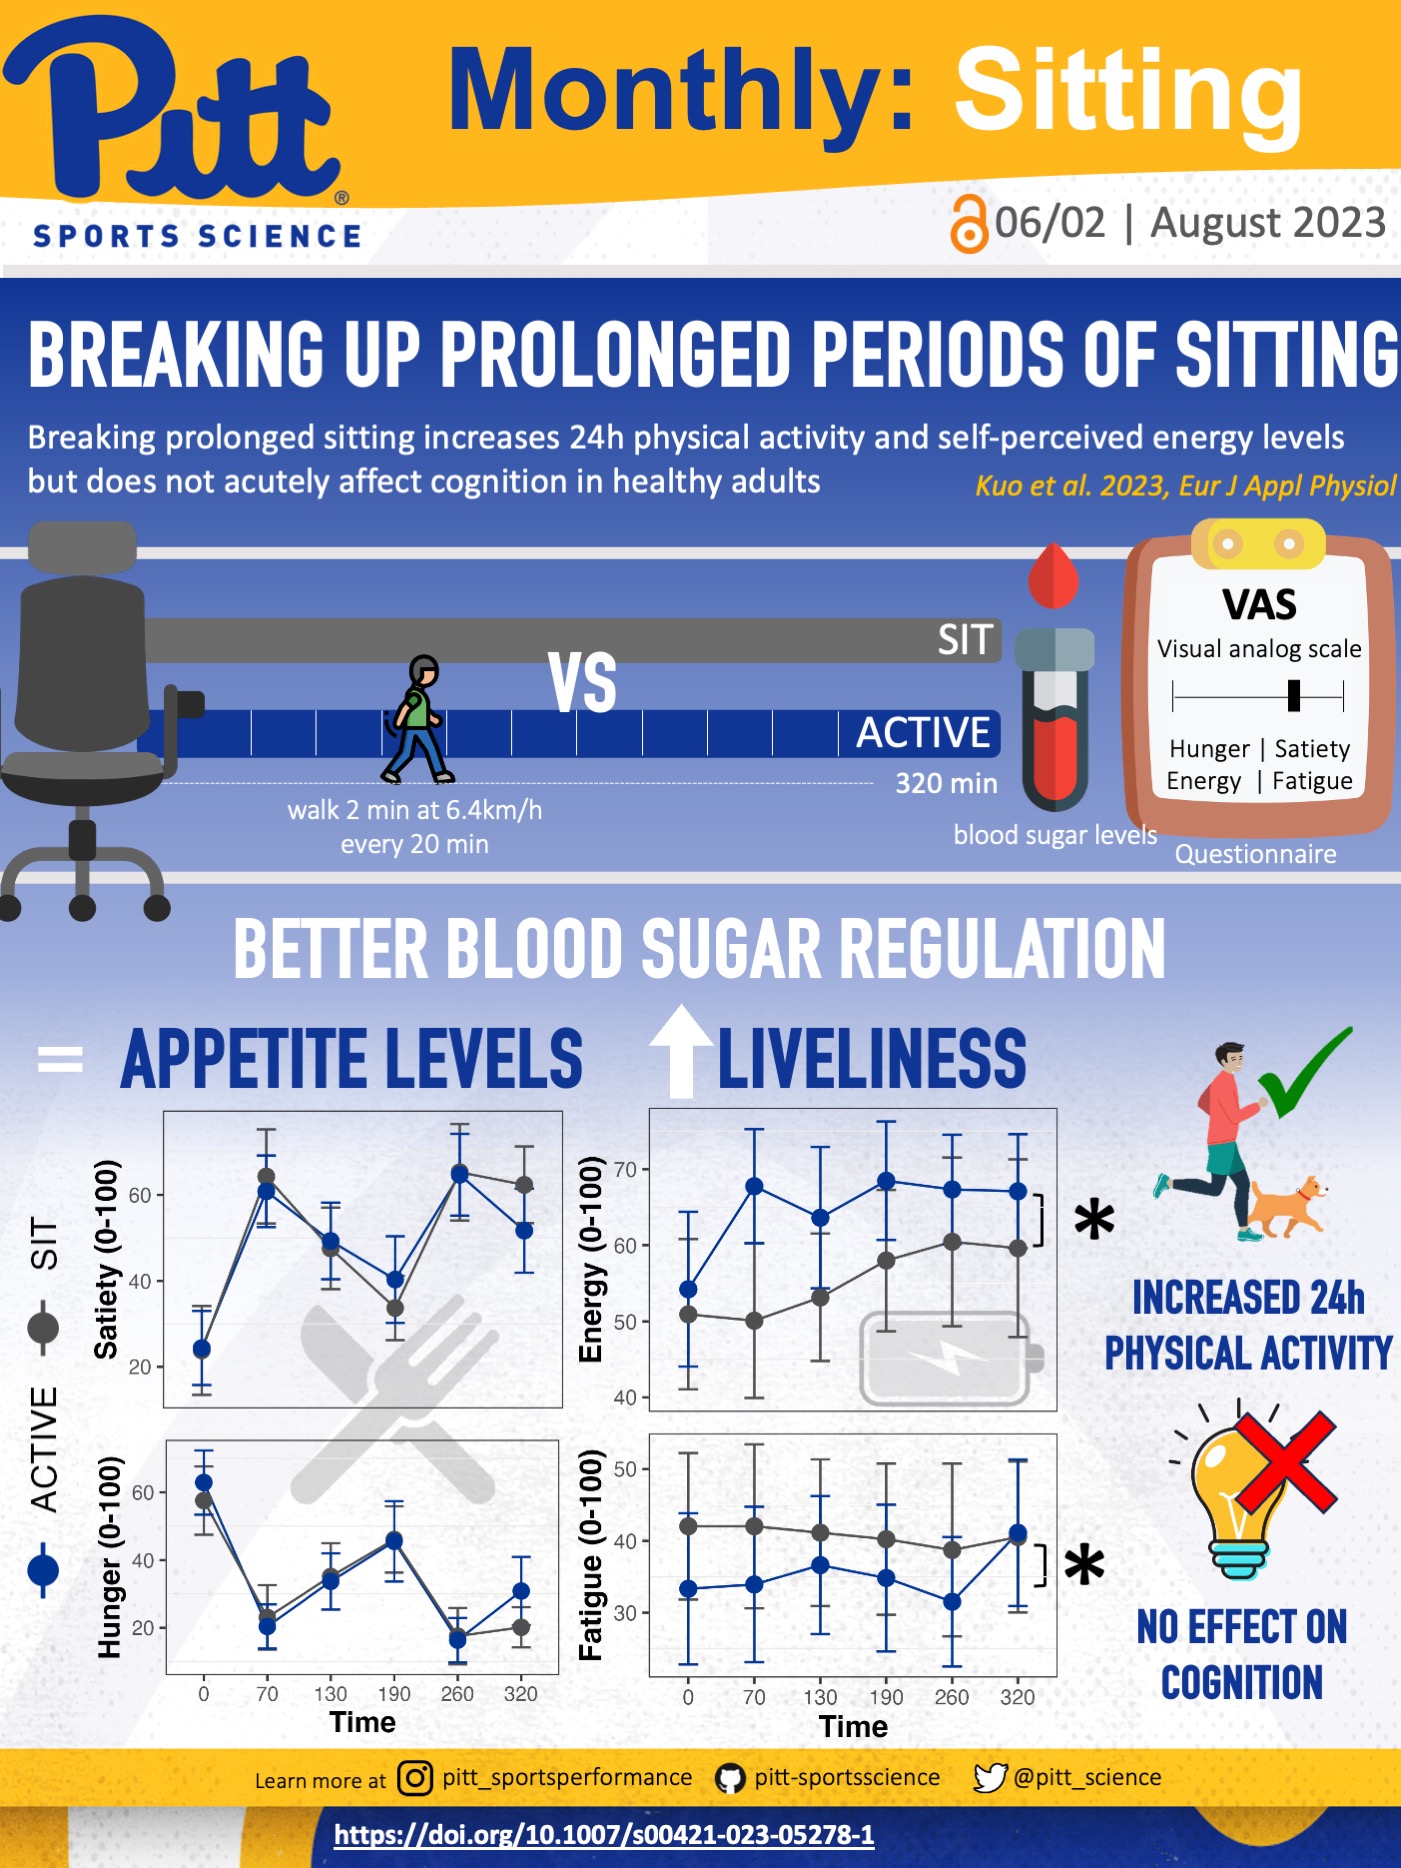 Pitt
®
SPORTS SCIENCE
Monthly: Sitting
06/02 | August 2023
BREAKING UP PROLONGED PERIODS OF SITTING
Breaking prolonged sitting increases 24h physical activity and self-perceived energy levels
but does not acutely affect cognition in healthy adults
Kuo et al. 2023, Eur J Appl Physiol
SIT
VS
ACTIVE
320 min
walk 2 min at 6.4km/h
every 20 min
blood sugar levels
VAS
Visual analog scale
Hunger | Satiety
Energy | Fatigue
Questionnaire
BETTER BLOOD SUGAR REGULATION
= APPETITE LEVELS
LIVELINESS
SIT
ACTIVE
Satiety (0-100)
60
40
20
Hunger (0-100)
60
40
20
0 70 130 190 260 320
Time
Energy (0-100)
70
60
50
40
*
Fatigue (0-100)
50
40
30
*
0 70 130 190 260 320
Time
INCREASED 24h
PHYSICAL ACTIVITY
NO EFFECT ON
COGNITION
Learn more at pitt_sportsperformance pitt-sportsscience @pitt_science
https://doi.org/10.1007/s00421-023-05278-1